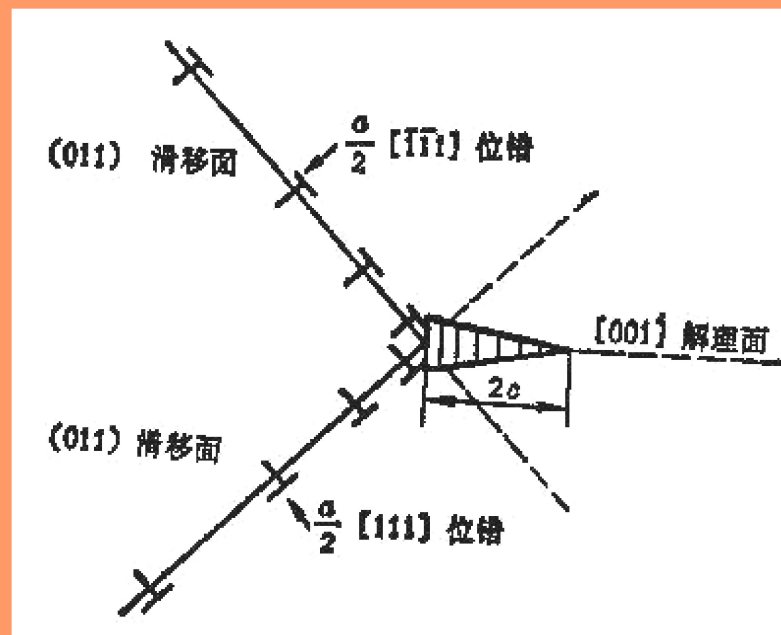 a/2 [1̄1̄1] 位错
(011) 滑移面
[001] 解理面
2c
(011) 滑移面
a/2 [111] 位错